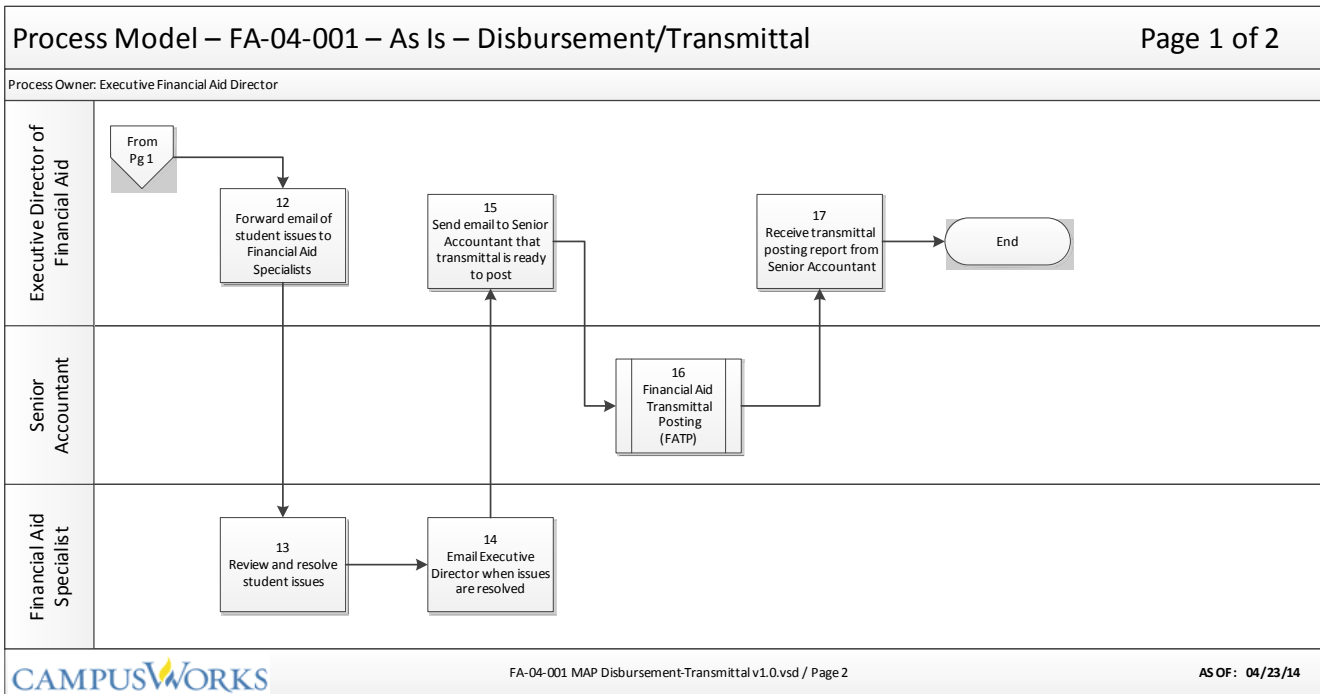 Process Model – FA-04-001 – As Is – Disbursement/Transmittal
Page 1 of 2
Process Owner: Executive Financial Aid Director
Executive Director of
Financial Aid
From
Pg 1
12
Forward email of
student issues to
Financial Aid
Specialists
15
Send email to Senior
Accountant that
transmittal is ready
to post
17
Receive transmittal
posting report from
Senior Accountant
End
Senior
Accountant
16
Financial Aid
Transmittal
Posting
(FATP)
Financial Aid
Specialist
13
Review and resolve
student issues
14
Email Executive
Director when issues
are resolved
CAMPUSWORKS
FA-04-001 MAP Disbursement-Transmittal v1.0.vsd / Page 2
AS OF: 04/23/14